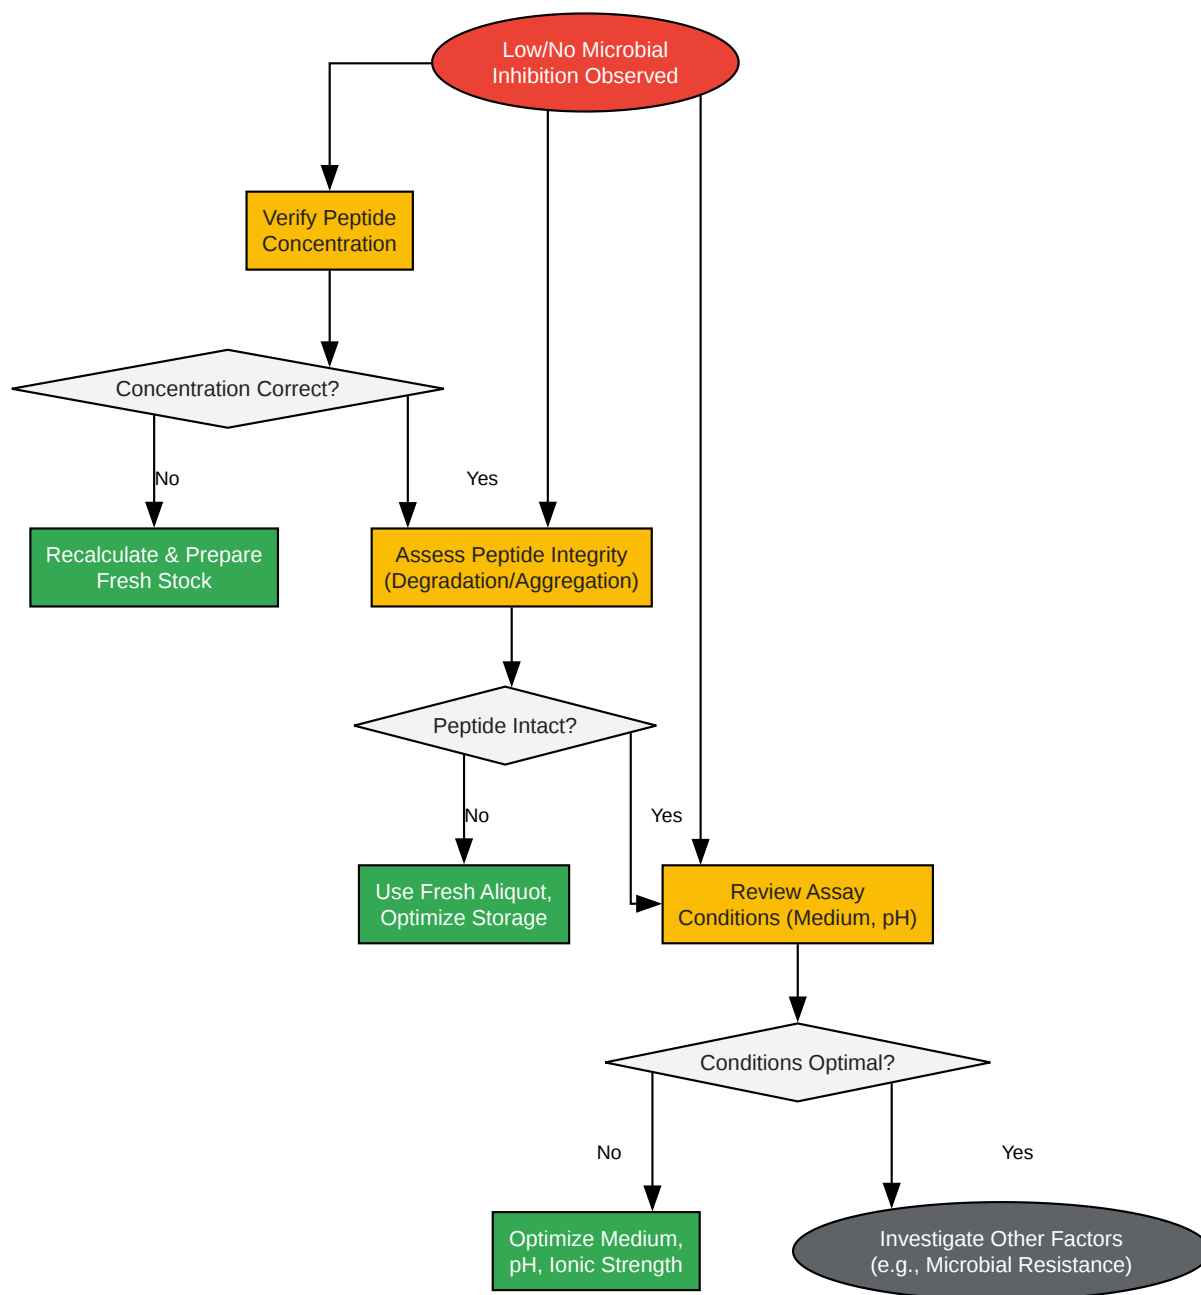 Low/No Microbial
Inhibition Observed
Verify Peptide
Concentration
Concentration Correct?
No
Yes
Recalculate & Prepare
Fresh Stock
Assess Peptide Integrity
(Degradation/Aggregation)
Peptide Intact?
No
Yes
Use Fresh Aliquot,
Optimize Storage
Review Assay
Conditions (Medium, pH)
Conditions Optimal?
No
Yes
Optimize Medium,
pH, Ionic Strength
Investigate Other Factors
(e.g., Microbial Resistance)